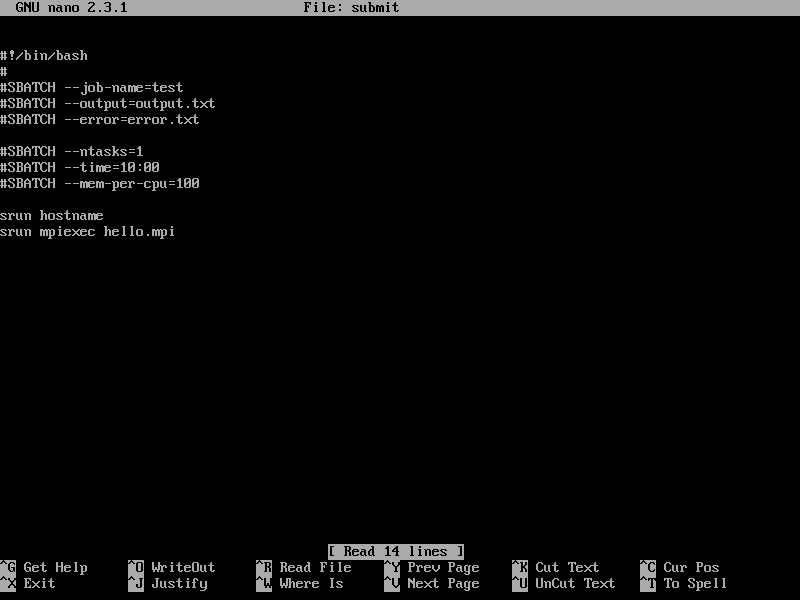 GNU nano 2.3.1 File: submit
#!/bin/bash
#
#SBATCH --job-name=test
#SBATCH --output=output.txt
#SBATCH --error=error.txt
#SBATCH --ntasks=1
#SBATCH --time=10:00
#SBATCH --mem-per-cpu=100
srun hostname
srun mpiexec hello.mpi
[ Read 14 lines ]
^G Get Help ^O WriteOut ^R Read File ^Y Prev Page ^K Cut Text ^C Cur Pos
^X Exit ^J Justify ^W Where Is ^V Next Page ^U UnCut Text ^T To Spell